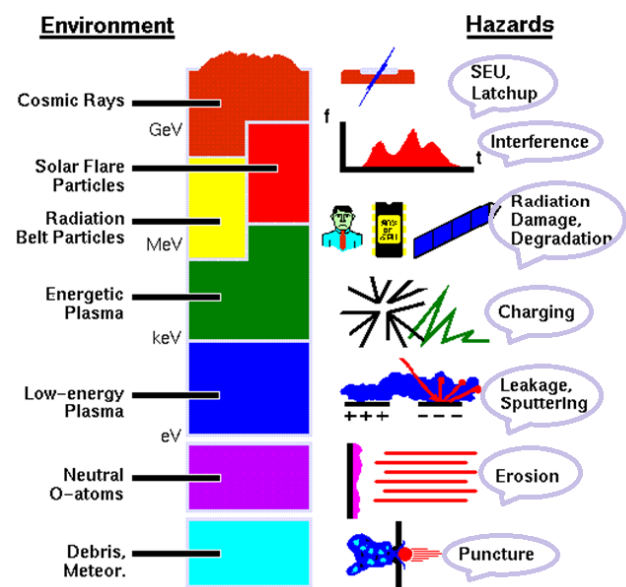 Environment
Hazards
Cosmic Rays
GeV
Solar Flare
Particles
Radiation
Belt Particles
MeV
Energetic
Plasma
keV
Low-energy
Plasma
eV
Neutral
O-atoms
Debris,
Meteor.
SEU,
Latchup
f
t
Interference
Radiation
Damage,
Degradation
Charging
Leakage,
Sputtering
+ + +
- - -
Erosion
Puncture